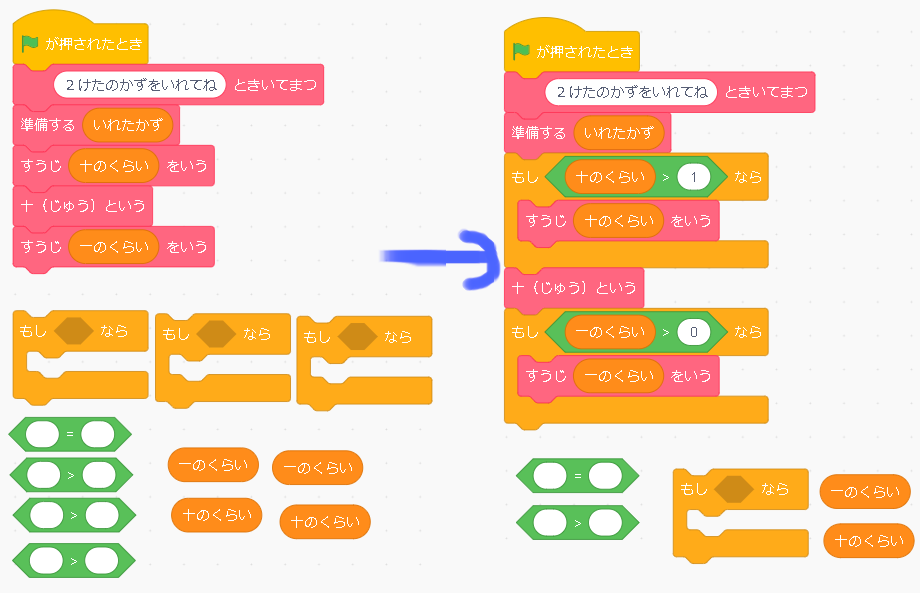 が押されたとき
２けたのかずをいれてね ときいてまつ
準備する いれたかず
すうじ 十のくらい をいう
十（じゅう）という
すうじ 一のくらい をいう
もし なら
もし なら
もし なら
=
>
>
>
一のくらい
一のくらい
十のくらい
十のくらい
が押されたとき
２けたのかずをいれてね ときいてまつ
準備する いれたかず
もし 十のくらい > 1 なら
すうじ 十のくらい をいう
十（じゅう）という
もし 一のくらい > 0 なら
すうじ 一のくらい をいう
=
>
もし なら
一のくらい
十のくらい